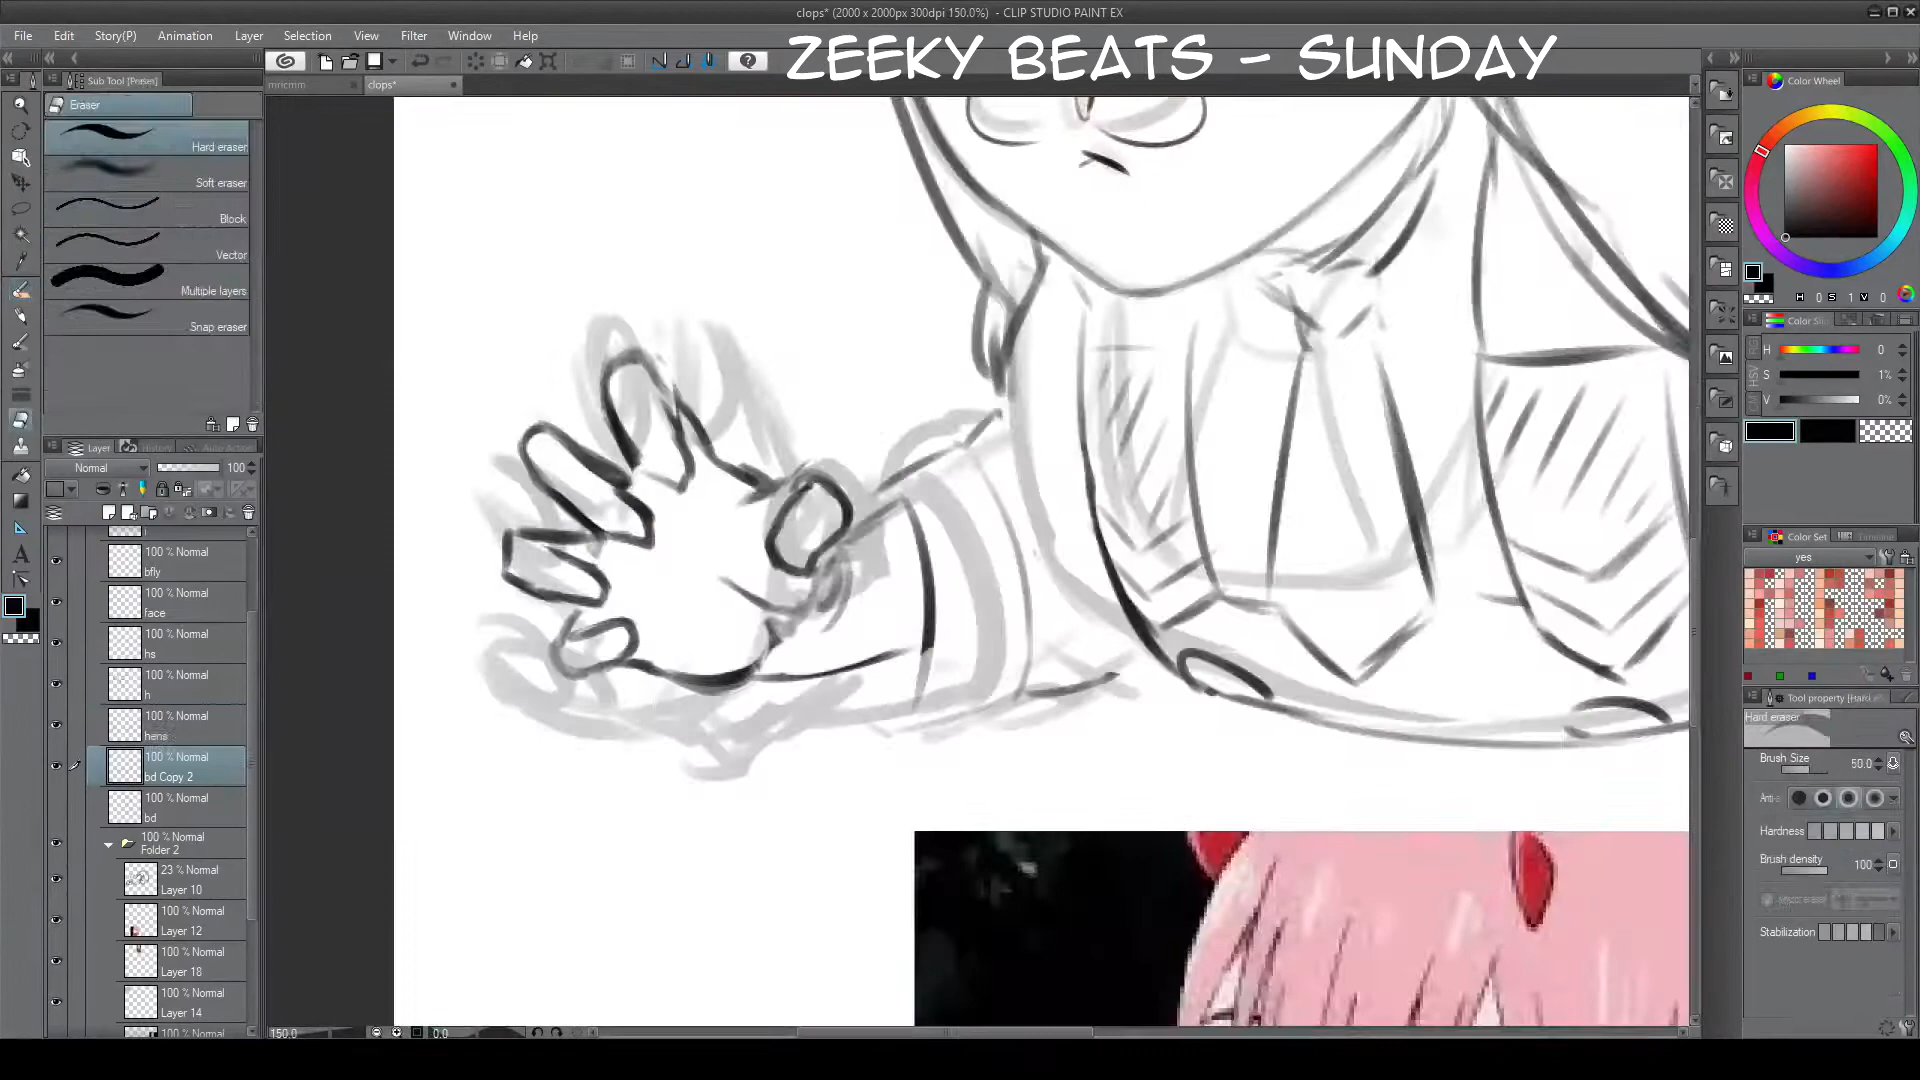 clops* (2000 x 2000px 300dpi 150.0%) - CLIP STUDIO PAINT EX
File Edit Story(P) Animation Layer Selection View Filter Window Help
ZEEKY BEATS - SUNDAY
Sub Tool [Eraser]
mricmm clops*
Color Wheel
Eraser
Hard eraser
Soft eraser
Block
Vector
Multiple layers
Snap eraser
H 0 S 1 V 0
H 0
S 1%
V 0%
Layer History Auto Action
Normal 100
100 % Normal
bfly
100 % Normal
face
100 % Normal
hs
100 % Normal
h
100 % Normal
hens
100 % Normal
bd Copy 2
100 % Normal
bd
100 % Normal
Folder 2
23 % Normal
Layer 10
100 % Normal
Layer 12
100 % Normal
Layer 18
100 % Normal
Layer 14
100 % Normal
150.0 0.0
Color Set Timeline
yes
Tool property [Hard
Hard eraser
Brush Size 50.0
Hardness
Brush density 100
Stabilization